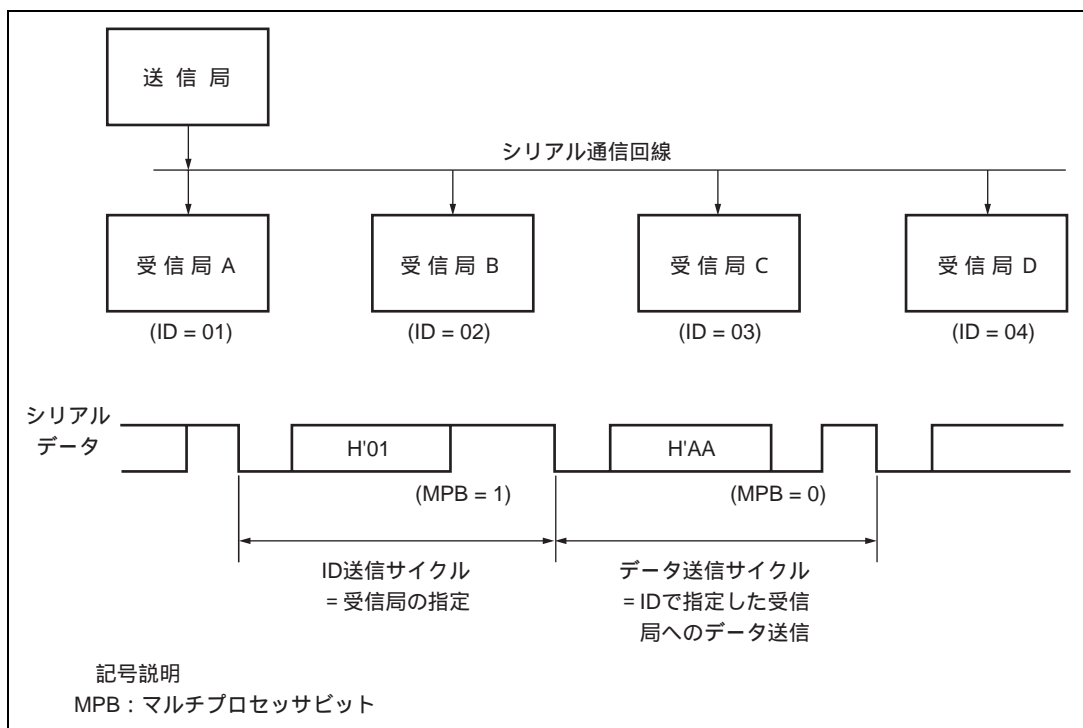 送信局
シリアル通信回線
受信局 A
受信局 B
受信局 C
受信局 D
(ID = 01)
(ID = 02)
(ID = 03)
(ID = 04)
シリアル
データ
H'01
H'AA
(MPB = 1)
(MPB = 0)
ID送信サイクル
= 受信局の指定
データ送信サイクル
= IDで指定した受信
局へのデータ送信
記号説明
MPB : マルチプロセッサビット